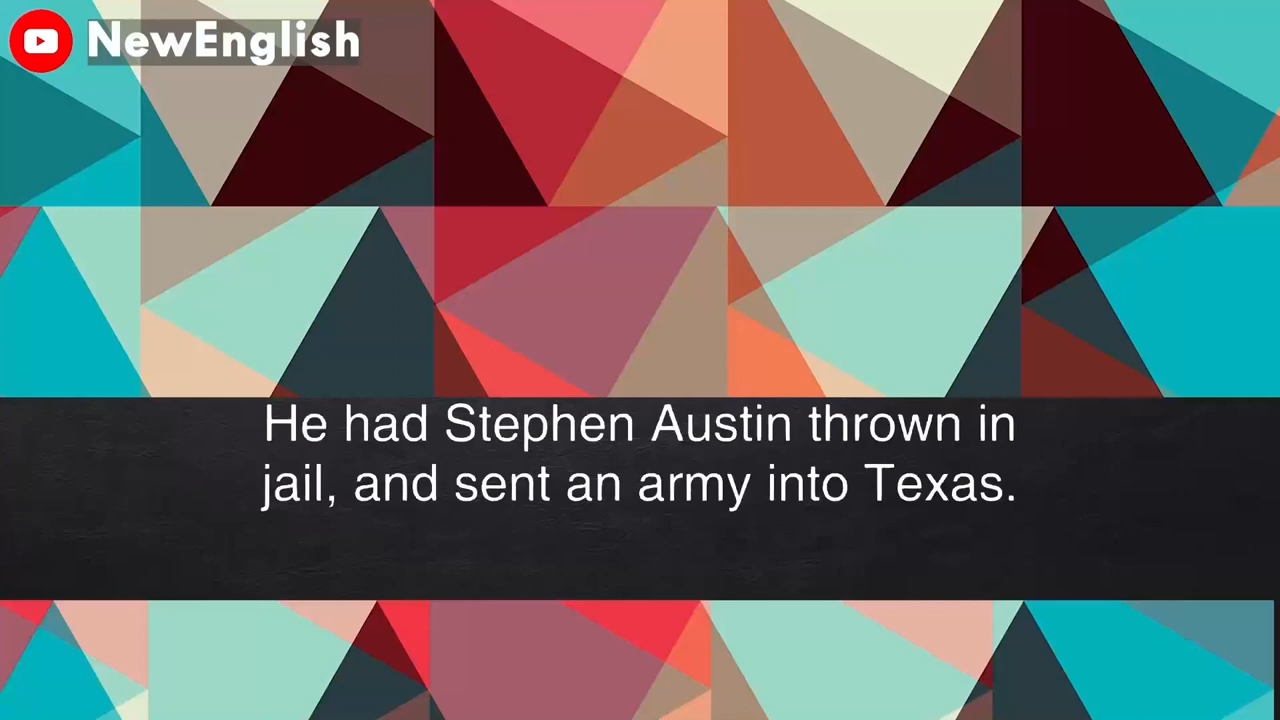 NewEnglish
He had Stephen Austin thrown in
jail, and sent an army into Texas.